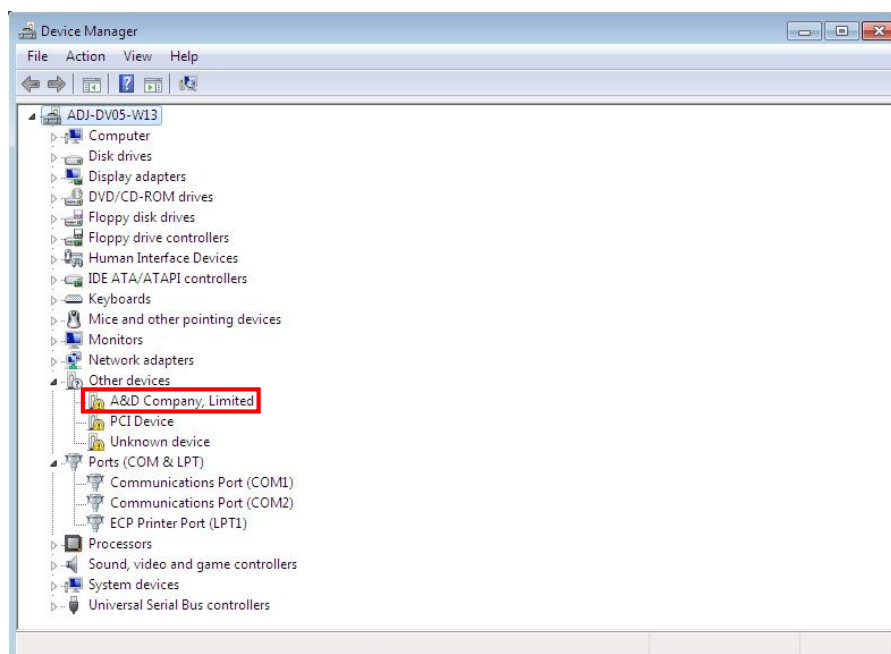 Device Manager
File Action View Help
ADJ-DV05-W13
Computer
Disk drives
Display adapters
DVD/CD-ROM drives
Floppy disk drives
Floppy drive controllers
Human Interface Devices
IDE ATA/ATAPI controllers
Keyboards
Mice and other pointing devices
Monitors
Network adapters
Other devices
A&D Company, Limited
PCI Device
Unknown device
Ports (COM & LPT)
Communications Port (COM1)
Communications Port (COM2)
ECP Printer Port (LPT1)
Processors
Sound, video and game controllers
System devices
Universal Serial Bus controllers